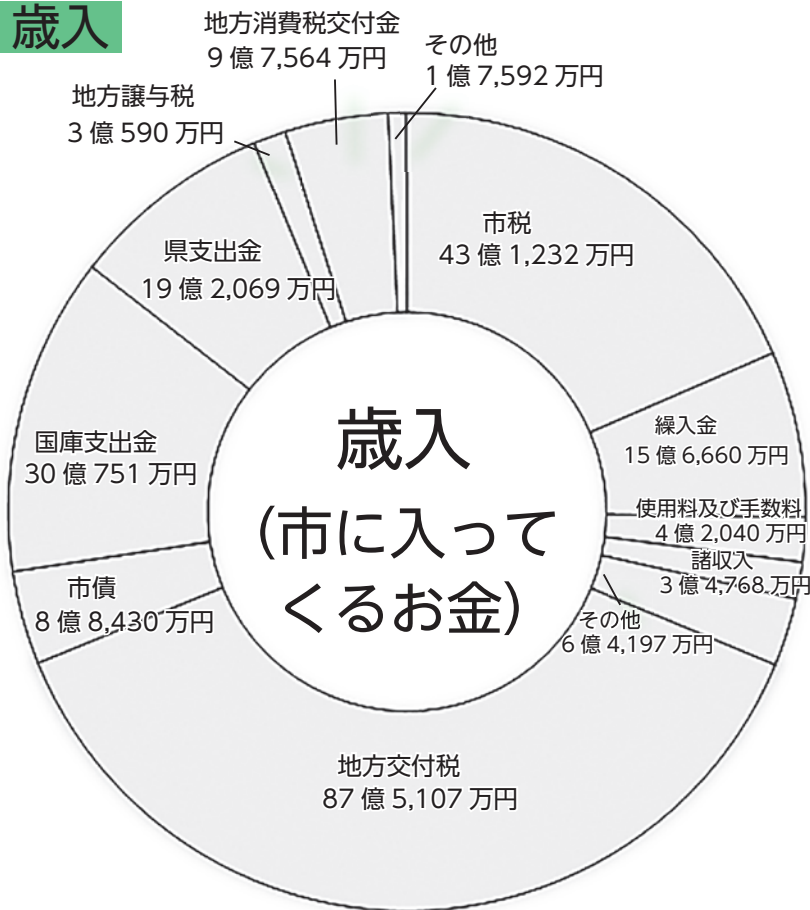 歳入
地方消費税交付金
9 億 7,564 万円
その他
1 億 7,592 万円
地方譲与税
3 億 590 万円
市税
43 億 1,232 万円
県支出金
19 億 2,069 万円
繰入金
15 億 6,660 万円
国庫支出金
30 億 751 万円
使用料及び手数料
4 億 2,040 万円
諸収入
3 億 4,768 万円
その他
6 億 4,197 万円
市債
8 億 8,430 万円
地方交付税
87 億 5,107 万円
歳入
(市に入って
くるお金)